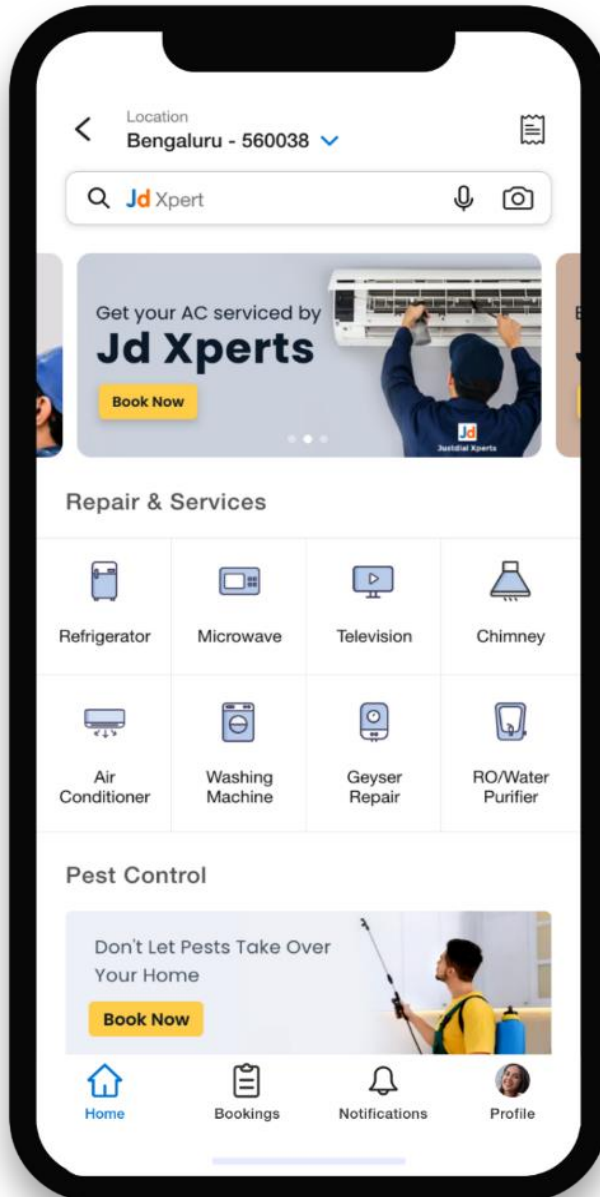 Location
Bengaluru - 560038
Jd Xpert
Get your AC serviced by
Jd Xperts
Book Now
Jd
Justdial Xperts
Repair & Services
Refrigerator
Microwave
Television
Chimney
Air
Conditioner
Washing
Machine
Geyser
Repair
RO/Water
Purifier
Pest Control
Don't Let Pests Take Over
Your Home
Book Now
Home
Bookings
Notifications
Profile